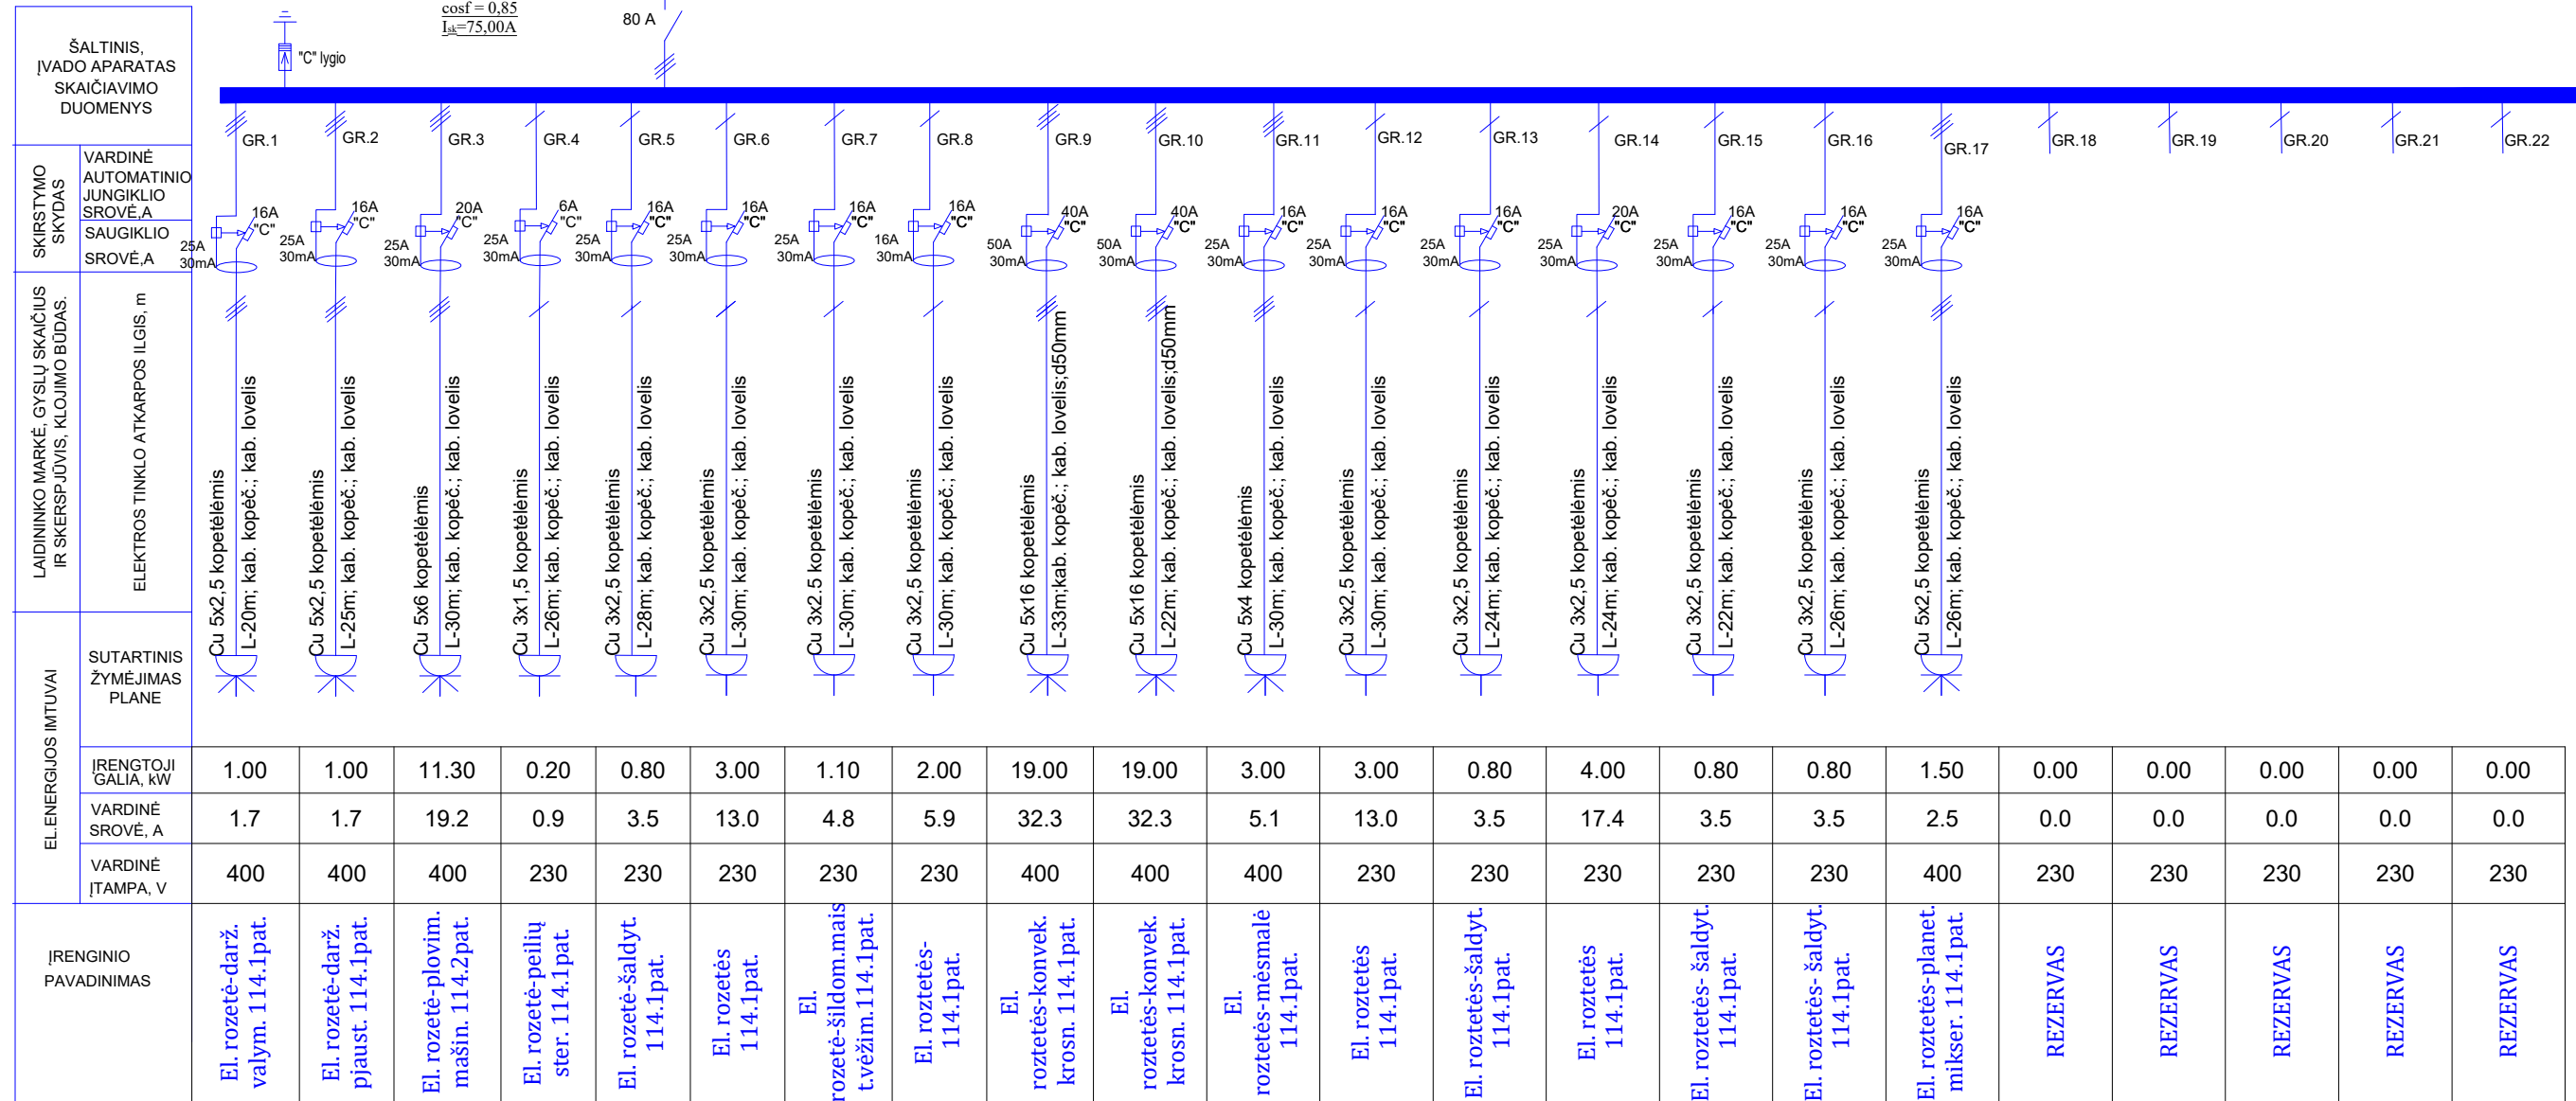 cosf = 0,85
Isk=75,00A
80 A
"C" lygio
ŠALTINIS,
ĮVADO APARATAS
SKAIČIAVIMO
DUOMENYS
GR.1
GR.2
GR.3
GR.4
GR.5
GR.6
GR.7
GR.8
GR.9
GR.10
GR.11
GR.12
GR.13
GR.14
GR.15
GR.16
GR.17
GR.18
GR.19
GR.20
GR.21
GR.22
SKIRSTYMO
SKYDAS
VARDINĖ
AUTOMATINIO
JUNGIKLIO
SROVĖ,A
SAUGIKLIO
SROVĖ,A
16A
"C"
25A
30mA
16A
"C"
25A
30mA
20A
"C"
25A
30mA
6A
"C"
25A
30mA
16A
"C"
25A
30mA
16A
"C"
25A
30mA
16A
"C"
25A
30mA
16A
"C"
16A
30mA
40A
"C"
50A
30mA
40A
"C"
50A
30mA
16A
"C"
25A
30mA
16A
"C"
25A
30mA
16A
"C"
25A
30mA
20A
"C"
25A
30mA
16A
"C"
25A
30mA
16A
"C"
25A
30mA
16A
"C"
25A
30mA
LAIDININKO MARKĖ, GYSLŲ SKAIČIUS
IR SKERSPJŪVIS, KLOJIMO BŪDAS.
ELEKTROS TINKLO ATKARPOS ILGIS, m
Cu 5x2,5 kopetėlėmis
L-20m; kab. kopėč.; kab. lovelis
Cu 5x2,5 kopetėlėmis
L-25m; kab. kopėč.; kab. lovelis
Cu 5x6 kopetėlėmis
L-30m; kab. kopėč.; kab. lovelis
Cu 3x1,5 kopetėlėmis
L-26m; kab. kopėč.; kab. lovelis
Cu 3x2,5 kopetėlėmis
L-28m; kab. kopėč.; kab. lovelis
Cu 3x2,5 kopetėlėmis
L-30m; kab. kopėč.; kab. lovelis
Cu 3x2.5 kopetėlėmis
L-30m; kab. kopėč.; kab. lovelis
Cu 3x2,5 kopetėlėmis
L-30m; kab. kopėč.; kab. lovelis
Cu 5x16 kopetėlėmis
L-33m;kab. kopėč.; kab. lovelis;d50mm
Cu 5x16 kopetėlėmis
L-22m; kab. kopėč.; kab. lovelis;d50mm
Cu 5x4 kopetėlėmis
L-30m; kab. kopėč.; kab. lovelis
Cu 3x2,5 kopetėlėmis
L-30m; kab. kopėč.; kab. lovelis
Cu 3x2,5 kopetėlėmis
L-24m; kab. kopėč.; kab. lovelis
Cu 3x2,5 kopetėlėmis
L-24m; kab. kopėč.; kab. lovelis
Cu 3x2,5 kopetėlėmis
L-22m; kab. kopėč.; kab. lovelis
Cu 3x2,5 kopetėlėmis
L-26m; kab. kopėč.; kab. lovelis
Cu 5x2,5 kopetėlėmis
L-26m; kab. kopėč.; kab. lovelis
EL.ENERGIJOS IMTUVAI
SUTARTINIS
ŽYMĖJIMAS
PLANE
ĮRENGTOJI
GALIA, kW
1.00 1.00 11.30 0.20 0.80 3.00 1.10 2.00 19.00 19.00 3.00 3.00 0.80 4.00 0.80 0.80 1.50 0.00 0.00 0.00 0.00 0.00
VARDINĖ
SROVĖ, A
1.7 1.7 19.2 0.9 3.5 13.0 4.8 5.9 32.3 32.3 5.1 13.0 3.5 17.4 3.5 3.5 2.5 0.0 0.0 0.0 0.0 0.0
VARDINĖ
ĮTAMPA, V
400 400 400 230 230 230 230 230 400 400 400 230 230 230 230 230 400 230 230 230 230 230
ĮRENGINIO
PAVADINIMAS
El. rozetė-darž.
valym. 114.1pat.
El. rozetė-darž.
pjaust. 114.1pat.
El. rozetė-plovim.
mašin. 114.2pat.
El. rozetė-peilių
ster. 114.1pat.
El. rozetė-šaldyt.
114.1pat.
El. rozetės
114.1pat.
El.
rozetė-šildom.mais
t.vėžim.114.1pat.
El. roztetės-
114.1pat.
El.
roztetės-konvek.
krosn. 114.1pat.
El.
roztetės-konvek.
krosn. 114.1pat.
El.
roztetės-mėsmalė
114.1pat.
El. roztetės
114.1pat.
El. roztetės-šaldyt.
114.1pat.
El. roztetės
114.1pat.
El. roztetės- šaldyt.
114.1pat.
El. roztetės- šaldyt.
114.1pat.
El. roztetės-planet.
mikser. 114.1pat.
REZERVAS
REZERVAS
REZERVAS
REZERVAS
REZERVAS